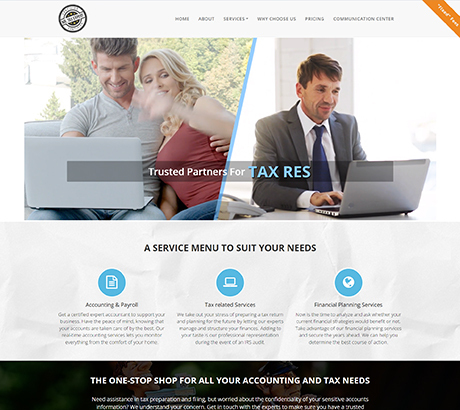 HOME ABOUT SERVICES WHY CHOOSE US PRICING COMMUNICATION CENTER
Trusted Partners For TAX RES
A SERVICE MENU TO SUIT YOUR NEEDS
Accounting & Payroll
Get a certified expert accountant to support your
business. Have the peace of mind, knowing that
your accounts are taken care of by the best. Our
real-time accounting services lets you monitor
everything from the comfort of your home.
Tax related Services
We take out your stress of preparing a tax return
and planning for the future by letting our experts
manage and structure your finances. Adding to
your taste is our professional representation
during the event of an IRS audit.
Financial Planning Services
Now is the time to analyze and ask whether your
current financial strategies would benefit or not.
Take advantage of our financial planning services
and secure the years ahead. We can help you
determine the best course of action.
THE ONE-STOP SHOP FOR ALL YOUR ACCOUNTING AND TAX NEEDS
Need assistance in tax preparation and filing, but worried about the confidentiality of your sensitive accounts
information? We understand your concern. Get in touch with the experts to make sure you have a trusted